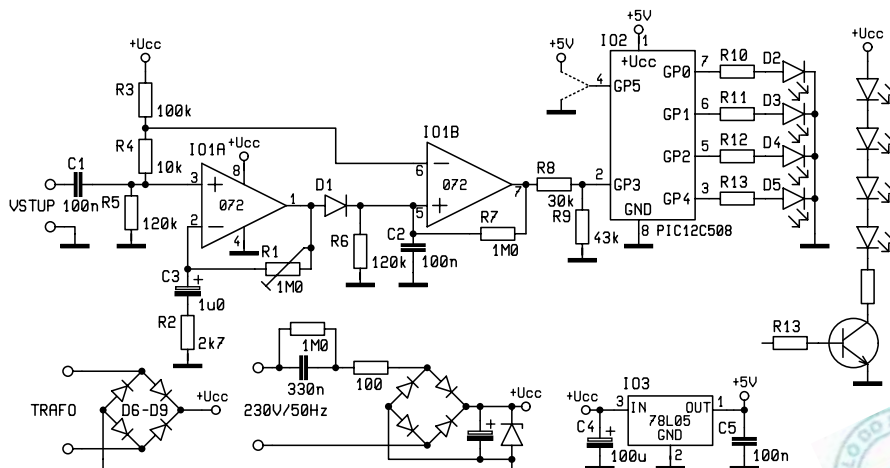 +Ucc
R3
100k
R4
10k
C1
VSTUP
100n
R5
120k
IO1A
+Ucc
8
3
+
072
1
2
−
4
D1
R1
1M0
C3
+
1u0
R2
2k7
R6
120k
C2
100n
IO1B
6
−
072
7
5
+
R7
1M0
R8
30k
R9
43k
+5V
4
+5V
IO2
1
+Ucc
GP5
GP0
7
GP1
6
GP2
5
2
GP3
GP4
3
GND
8
PIC12C508
R10
D2
R11
D3
R12
D4
R13
D5
+Ucc
R13
TRAFO
D6-D9
+Ucc
1M0
330n
100
230V/50Hz
+Ucc
+
IO3
+Ucc
3
IN
OUT
1
+5V
78L05
GND
2
C4
+
100u
C5
100n